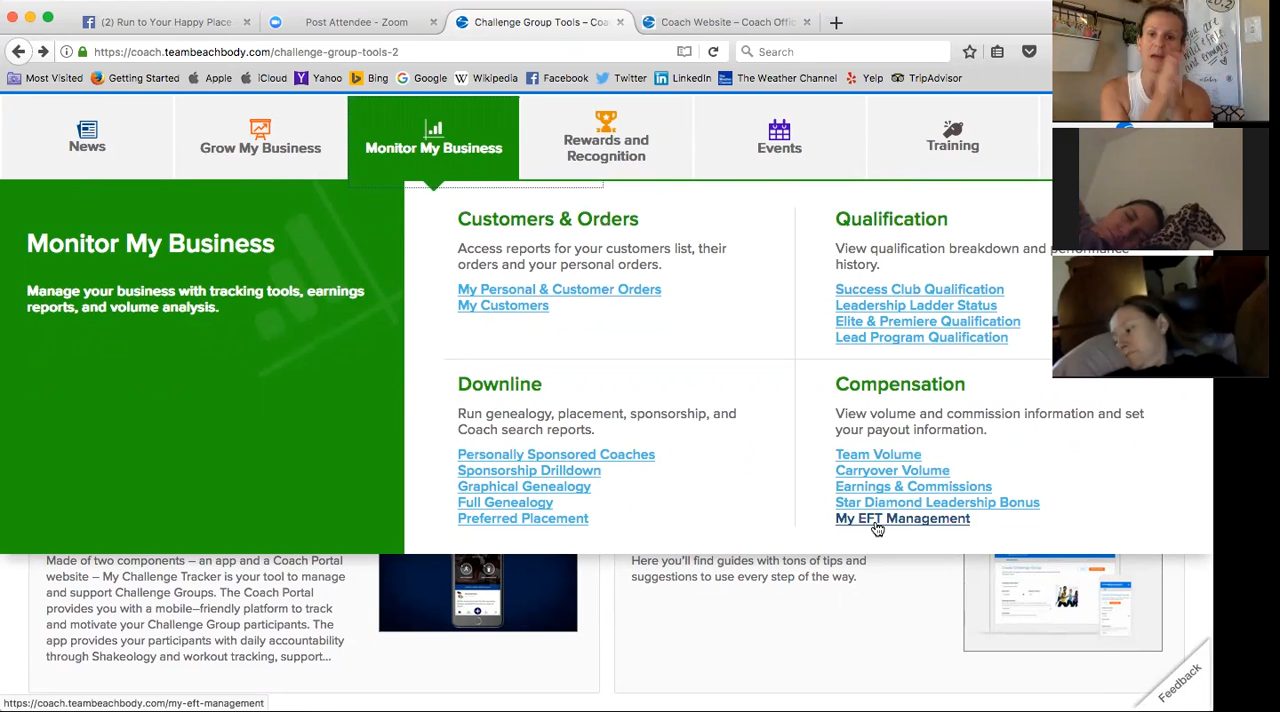 (2) Run to Your Happy Place
Post Attendee - Zoom
Challenge Group Tools – Coa
Coach Website – Coach Offic
https://coach.teambeachbody.com/challenge-group-tools-2
Search
Most Visited
Getting Started
Apple
iCloud
Yahoo
Bing
Google
Wikipedia
Facebook
Twitter
LinkedIn
The Weather Channel
Yelp
TripAdvisor
News
Grow My Business
Monitor My Business
Rewards and
Recognition
Events
Training
Monitor My Business
Manage your business with tracking tools, earnings
reports, and volume analysis.
Customers & Orders
Access reports for your customers list, their
orders and your personal orders.
My Personal & Customer Orders
My Customers
Qualification
View qualification breakdown and performance
history.
Success Club Qualification
Leadership Ladder Status
Elite & Premiere Qualification
Lead Program Qualification
Downline
Run genealogy, placement, sponsorship, and
Coach search reports.
Personally Sponsored Coaches
Sponsorship Drilldown
Graphical Genealogy
Full Genealogy
Preferred Placement
Compensation
View volume and commission information and set
your payout information.
Team Volume
Carryover Volume
Earnings & Commissions
Star Diamond Leadership Bonus
My EFT Management
Made of two components – an app and a Coach Portal
website – My Challenge Tracker is your tool to manage
and support Challenge Groups. The Coach Portal
provides you with a mobile–friendly platform to track
and motivate your Challenge Group participants. The
app provides your participants with daily accountability
through Shakeology and workout tracking, support...
Here you'll find guides with tons of tips and
suggestions to use every step of the way.
Feedback
https://coach.teambeachbody.com/my-eft-management